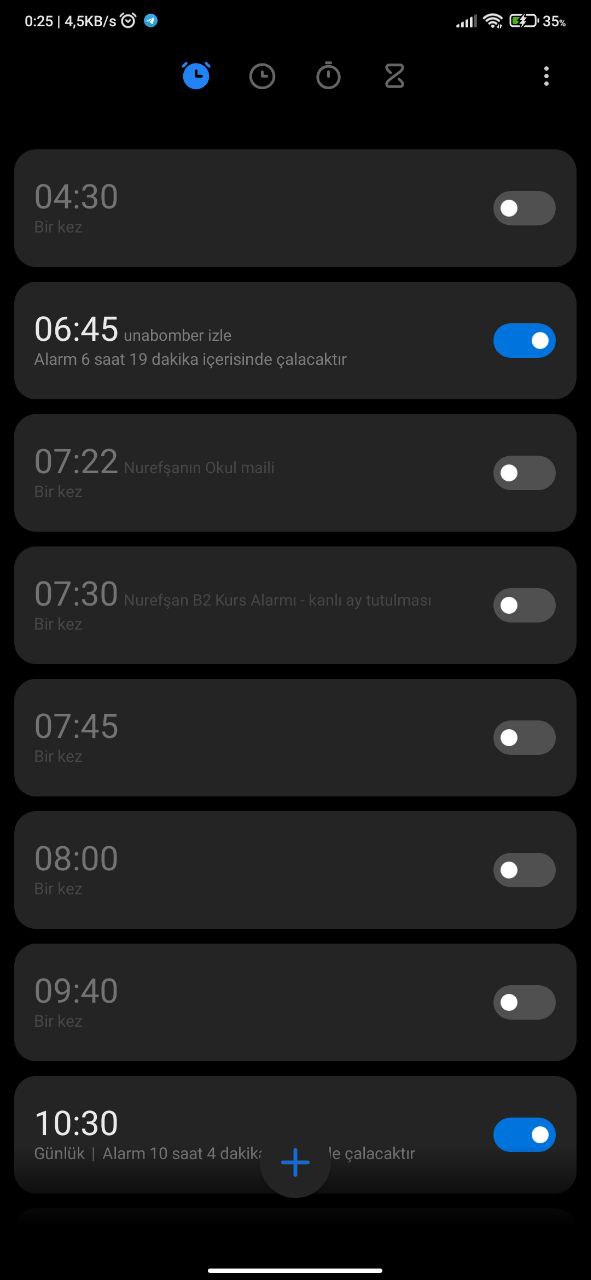 0:25 | 4,5KB/s 35%
04:30
Bir kez
06:45 unabomber izle
Alarm 6 saat 19 dakika içerisinde çalacaktır
07:22 Nurefşanın Okul maili
Bir kez
07:30 Nurefşan B2 Kurs Alarmı - kanlı ay tutulması
Bir kez
07:45
Bir kez
08:00
Bir kez
09:40
Bir kez
10:30
Günlük | Alarm 10 saat 4 dakika çalacaktır